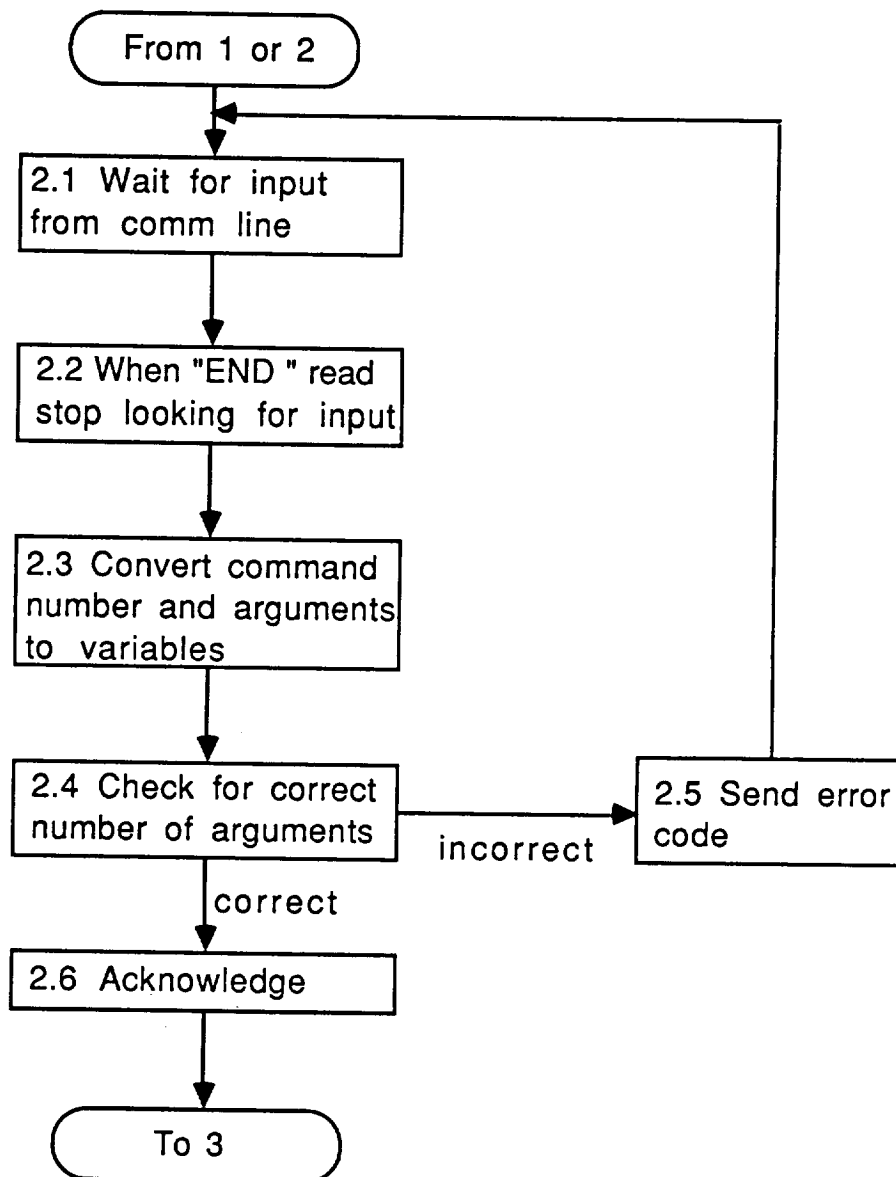 From 1 or 2
2.1 Wait for input
from comm line
2.2 When "END " read
stop looking for input
2.3 Convert command
number and arguments
to variables
2.4 Check for correct
number of arguments
incorrect
2.5 Send error
code
correct
2.6 Acknowledge
To 3